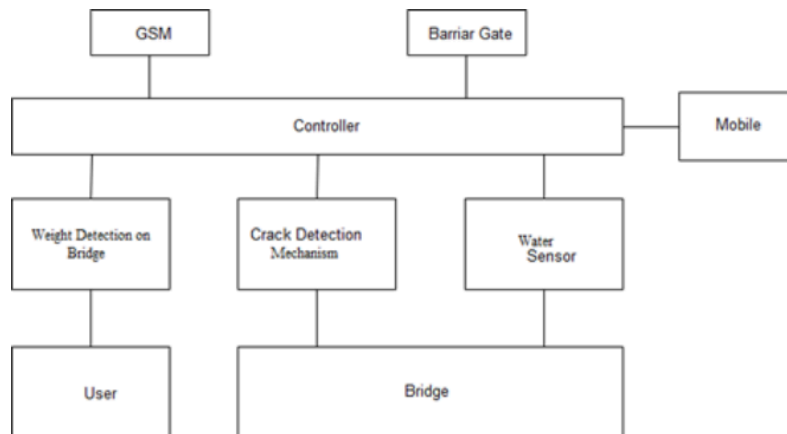 GSM
Barriar Gate
Controller
Mobile
Weight Detection on
Bridge
Crack Detection
Mechanism
Water
Sensor
User
Bridge